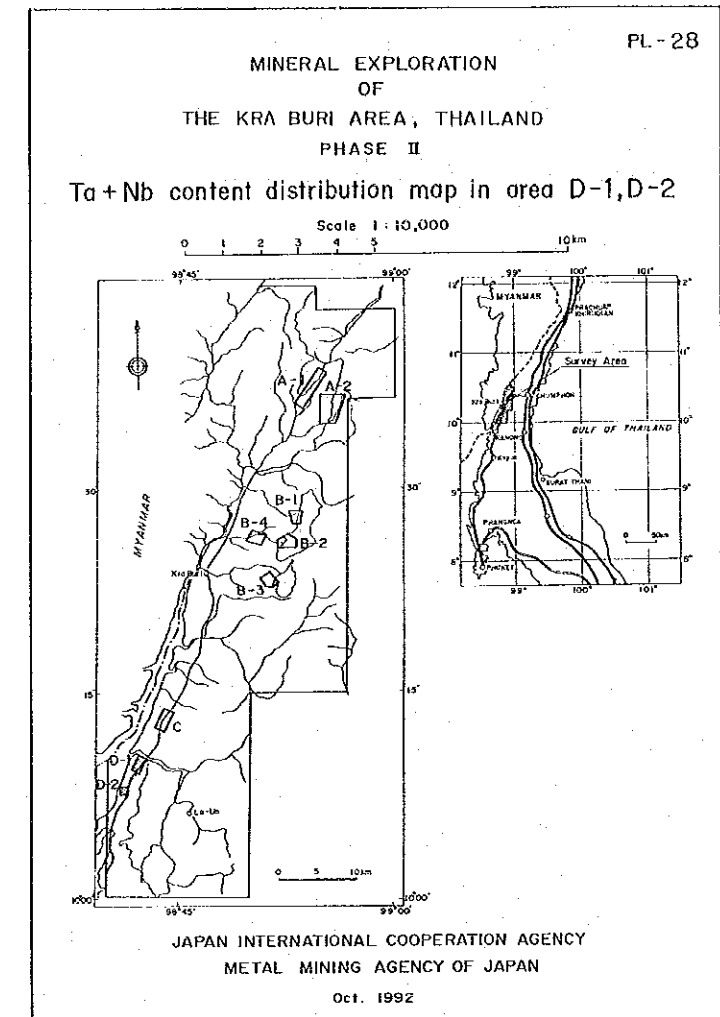 PL-28
MINERAL EXPLORATION
OF
THE KRA BURI AREA, THAILAND
PHASE II
Ta + Nb content distribution map in area D-1, D-2
Scale 1:10,000
0 1 2 3 4 5 10km
98°45' 99°00'
A-1
A-2
30' 30'
MYANMAR
B-1
B-4
B-2
Kra Buri
B-3
15' 15'
C
D-1
D-2
La-Un
0 5 10km
10°00' 10°00'
98°45' 99°00'
99° 100° 101°
12° 12°
MYANMAR
11° 11°
Survey Area
CHUMPHON
10° 10°
GULF OF THAILAND
SURAT THANI
9° 9°
PHANGNGA
0 50km
8° 8°
PHUKET
99° 100° 101°
JAPAN INTERNATIONAL COOPERATION AGENCY
METAL MINING AGENCY OF JAPAN
Oct. 1992